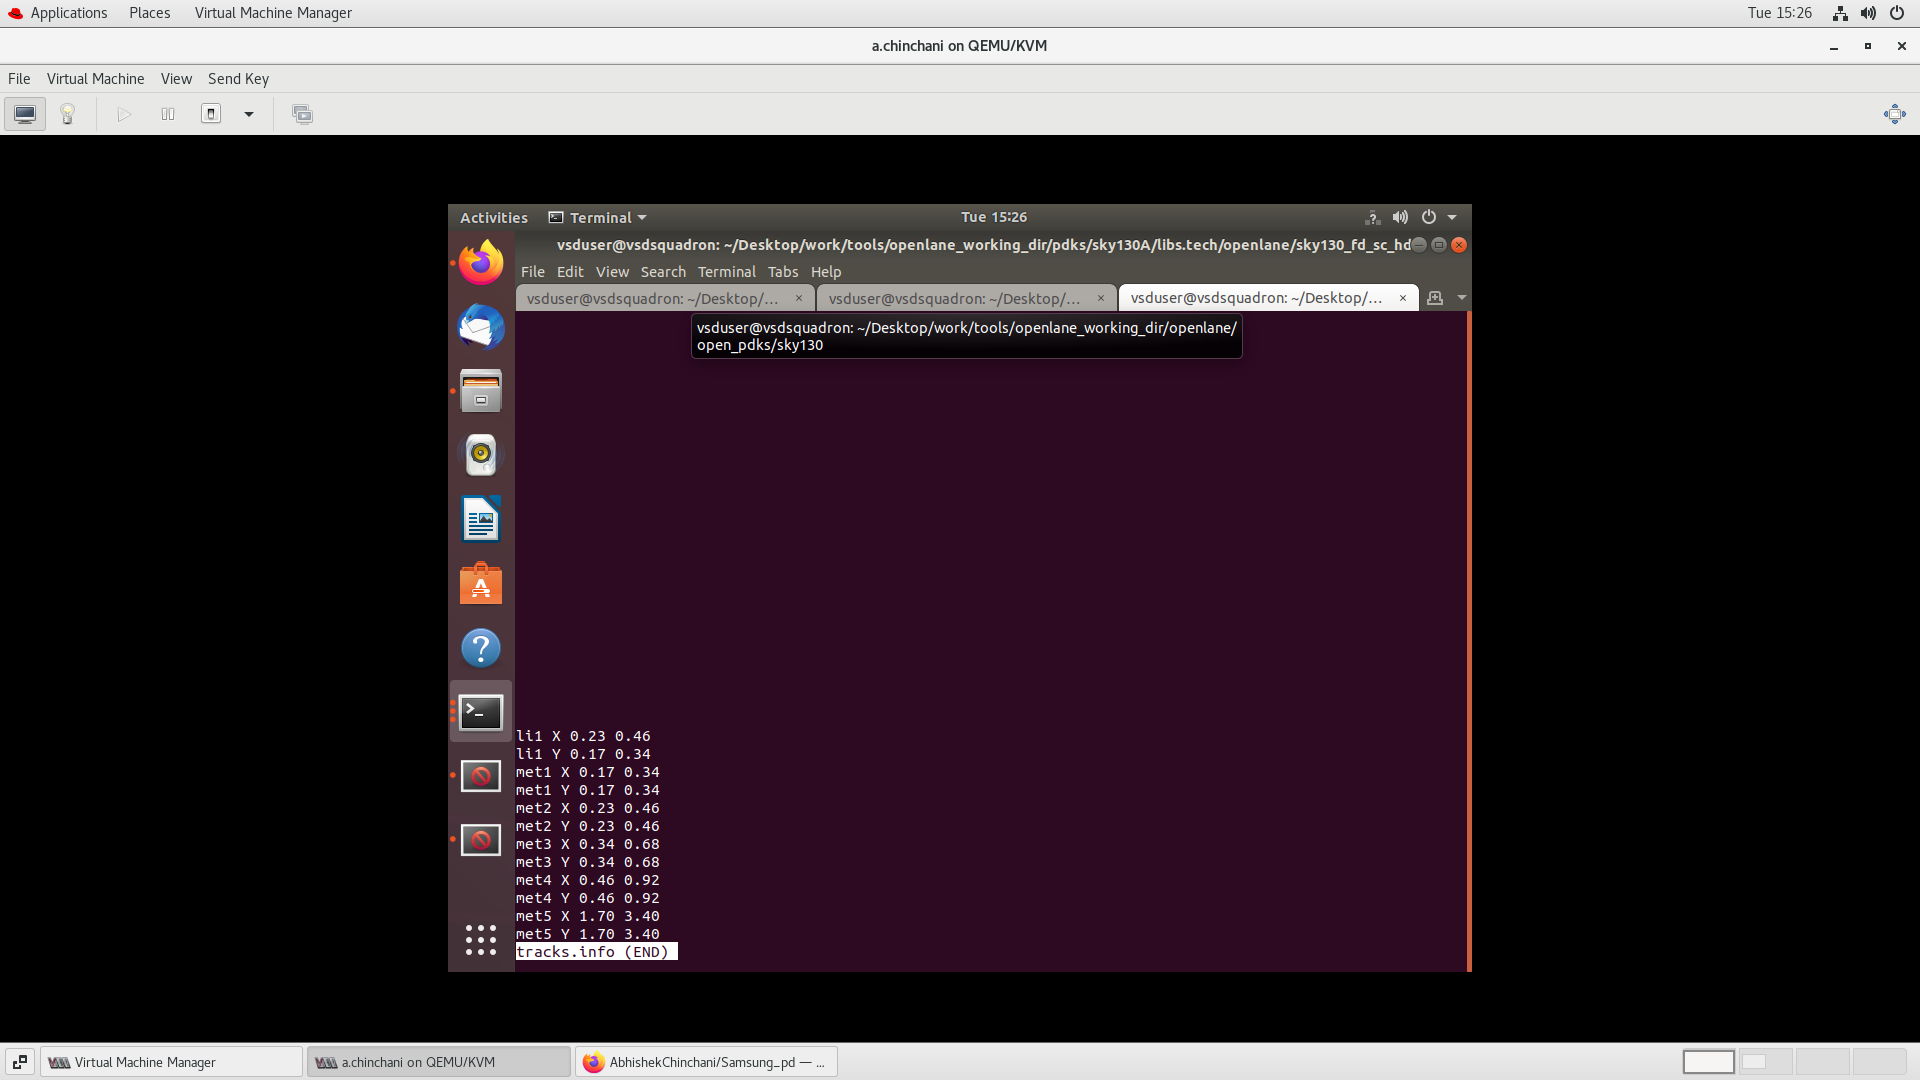 Applications Places Virtual Machine Manager Tue 15:26
a.chinchani on QEMU/KVM
File Virtual Machine View Send Key
Activities Terminal Tue 15:26
vsduser@vsdsquadron: ~/Desktop/work/tools/openlane_working_dir/pdks/sky130A/libs.tech/openlane/sky130_fd_sc_hd
File Edit View Search Terminal Tabs Help
vsduser@vsdsquadron: ~/Desktop/... × vsduser@vsdsquadron: ~/Desktop/... × vsduser@vsdsquadron: ~/Desktop/... ×
vsduser@vsdsquadron: ~/Desktop/work/tools/openlane_working_dir/openlane/
open_pdks/sky130
li1 X 0.23 0.46
li1 Y 0.17 0.34
met1 X 0.17 0.34
met1 Y 0.17 0.34
met2 X 0.23 0.46
met2 Y 0.23 0.46
met3 X 0.34 0.68
met3 Y 0.34 0.68
met4 X 0.46 0.92
met4 Y 0.46 0.92
met5 X 1.70 3.40
met5 Y 1.70 3.40
tracks.info (END)
Virtual Machine Manager a.chinchani on QEMU/KVM AbhishekChinchani/Samsung_pd — ...